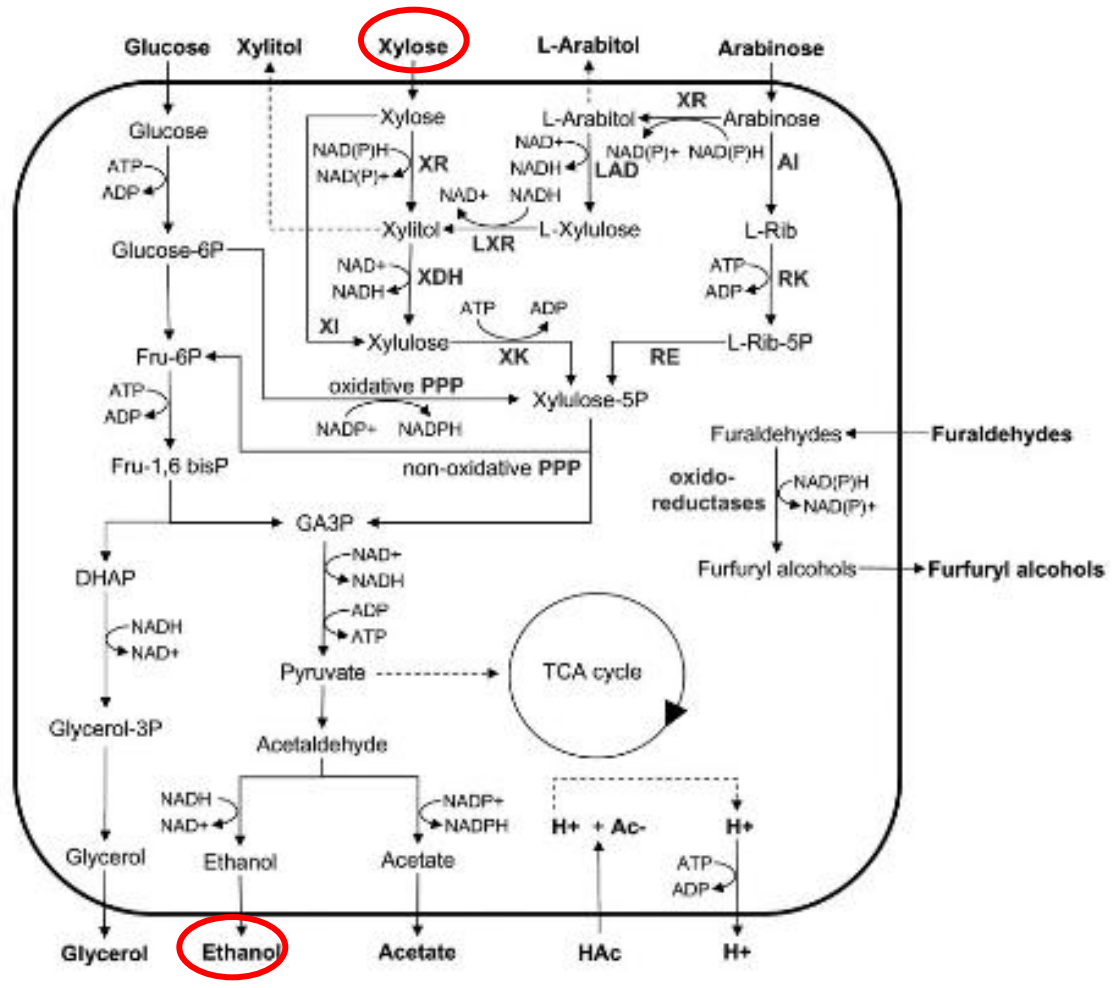 Glucose Xylitol Xylose L-Arabitol Arabinose
Glucose Xylose L-Arabitol XR Arabinose
ATP
ADP
NAD(P)H
NAD(P)+
XR
NAD+
NADH
LAD
NAD(P)+ NAD(P)H
AI
NAD+ NADH
Glucose-6P Xylitol LXR L-Xylulose L-Rib
NAD+
NADH
XDH
ATP
ADP
RK
ATP ADP
XI
Fru-6P Xylulose XK RE L-Rib-5P
oxidative PPP
NADP+ NADPH
Xylulose-5P
ATP
ADP
Furaldehydes Furaldehydes
Fru-1,6 bisP non-oxidative PPP
oxido-
reductases
NAD(P)H
NAD(P)+
GA3P
DHAP
NAD+
NADH
Furfuryl alcohols Furfuryl alcohols
ADP
ATP
NADH
NAD+
Pyruvate TCA cycle
Glycerol-3P
Acetaldehyde
NADH
NAD+
NADP+
NADPH
H+ + Ac- H+
Glycerol Ethanol Acetate
ATP
ADP
Glycerol Ethanol Acetate HAc H+